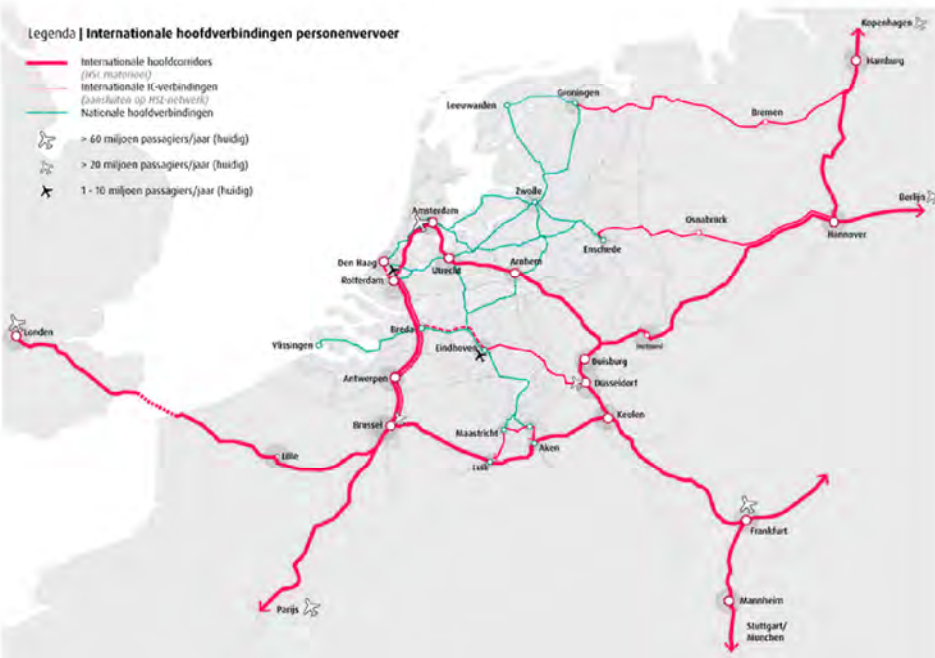 Legenda | Internationale hoofdverbindingen personenvervoer
Internationale hoofdcorridors
(HSL materieel)
Internationale IC-verbindingen
(aansluiten op HSL-netwerk)
Nationale hoofdverbindingen
> 60 miljoen passagiers/jaar (huidig)
> 20 miljoen passagiers/jaar (huidig)
1 - 10 miljoen passagiers/jaar (huidig)
Kopenhagen
Hamburg
Groningen
Leeuwarden
Bremen
Zwolle
Berlijn
Amsterdam
Osnabrück
Hannover
Enschede
Den Haag
Utrecht
Arnhem
Rotterdam
Londen
Breda
Vlissingen
Eindhoven
Duisburg
Antwerpen
Düsseldorf
Brussel
Keulen
Maastricht
Aken
Lille
Luik
Frankfurt
Parijs
Mannheim
Stuttgart/
Munchen